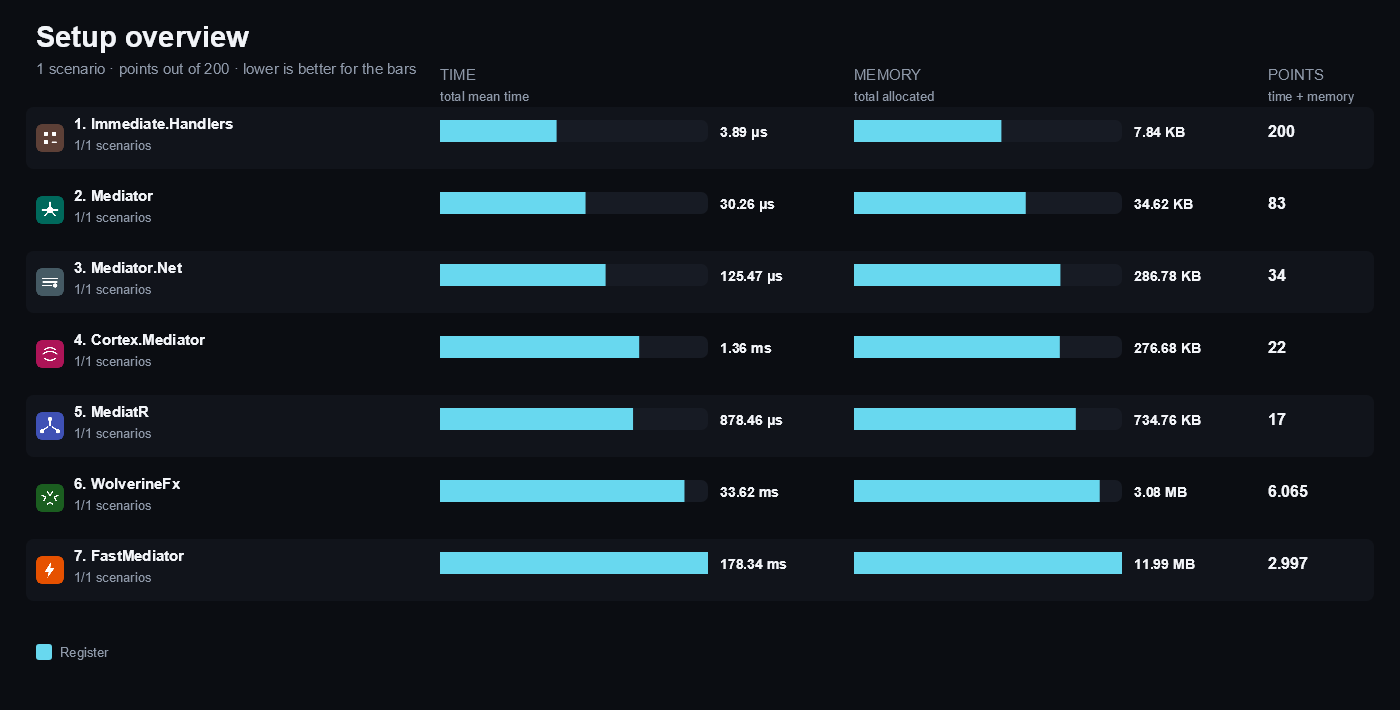 Setup overview
1 scenario · points out of 200 · lower is better for the bars
TIME
total mean time
MEMORY
total allocated
POINTS
time + memory
1. Immediate.Handlers
1/1 scenarios
3.89 µs
7.84 KB
200
2. Mediator
1/1 scenarios
30.26 µs
34.62 KB
83
3. Mediator.Net
1/1 scenarios
125.47 µs
286.78 KB
34
4. Cortex.Mediator
1/1 scenarios
1.36 ms
276.68 KB
22
5. MediatR
1/1 scenarios
878.46 µs
734.76 KB
17
6. WolverineFx
1/1 scenarios
33.62 ms
3.08 MB
6.065
7. FastMediator
1/1 scenarios
178.34 ms
11.99 MB
2.997
Register